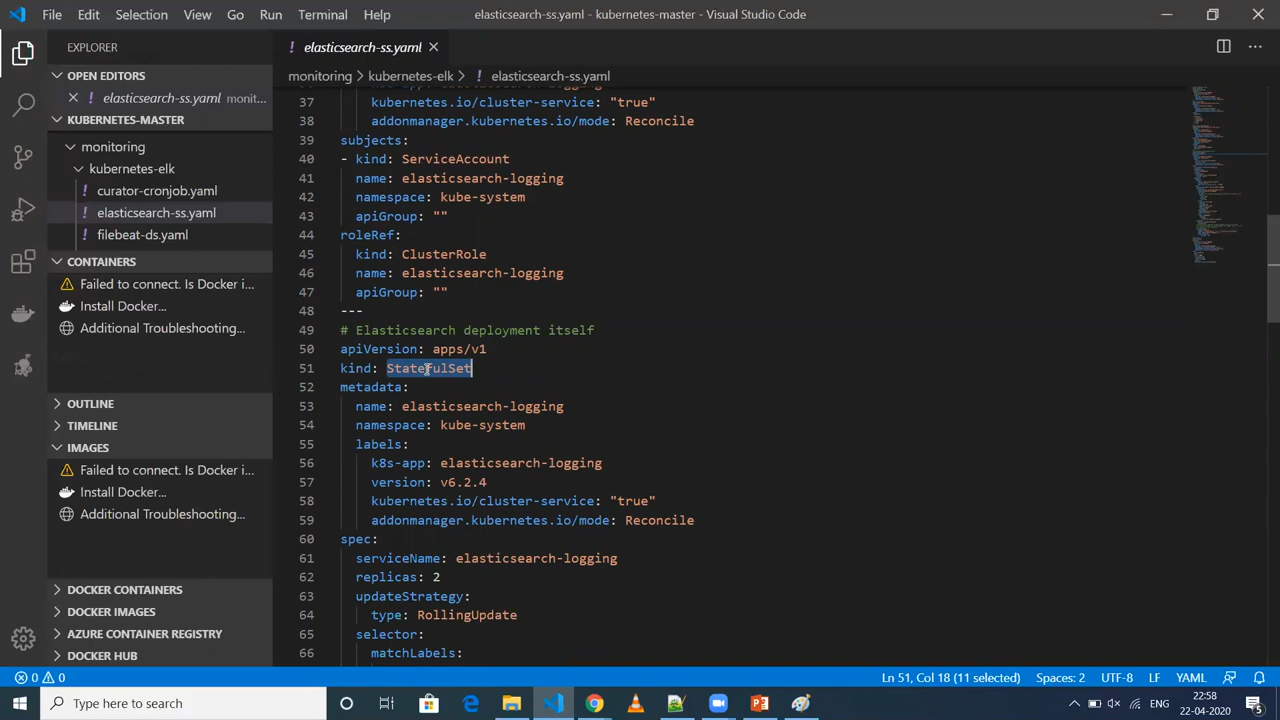 File Edit Selection View Go Run Terminal Help elasticsearch-ss.yaml - kubernetes-master - Visual Studio Code
EXPLORER
OPEN EDITORS
elasticsearch-ss.yaml monit...
KUBERNETES-MASTER
monitoring
kubernetes-elk
curator-cronjob.yaml
elasticsearch-ss.yaml
filebeat-ds.yaml
CONTAINERS
Failed to connect. Is Docker i...
Install Docker...
Additional Troubleshooting...
OUTLINE
TIMELINE
IMAGES
Failed to connect. Is Docker i...
Install Docker...
Additional Troubleshooting...
DOCKER CONTAINERS
DOCKER IMAGES
AZURE CONTAINER REGISTRY
DOCKER HUB
! elasticsearch-ss.yaml
monitoring > kubernetes-elk > ! elasticsearch-ss.yaml
37 kubernetes.io/cluster-service: "true"
38 addonmanager.kubernetes.io/mode: Reconcile
39 subjects:
40 - kind: ServiceAccount
41 name: elasticsearch-logging
42 namespace: kube-system
43 apiGroup: ""
44 roleRef:
45 kind: ClusterRole
46 name: elasticsearch-logging
47 apiGroup: ""
48 ---
49 # Elasticsearch deployment itself
50 apiVersion: apps/v1
51 kind: StatefulSet
52 metadata:
53 name: elasticsearch-logging
54 namespace: kube-system
55 labels:
56 k8s-app: elasticsearch-logging
57 version: v6.2.4
58 kubernetes.io/cluster-service: "true"
59 addonmanager.kubernetes.io/mode: Reconcile
60 spec:
61 serviceName: elasticsearch-logging
62 replicas: 2
63 updateStrategy:
64 type: RollingUpdate
65 selector:
66 matchLabels:
0 0 Ln 51, Col 18 (11 selected) Spaces: 2 UTF-8 LF YAML
Type here to search ENG 22:58
22-04-2020 5